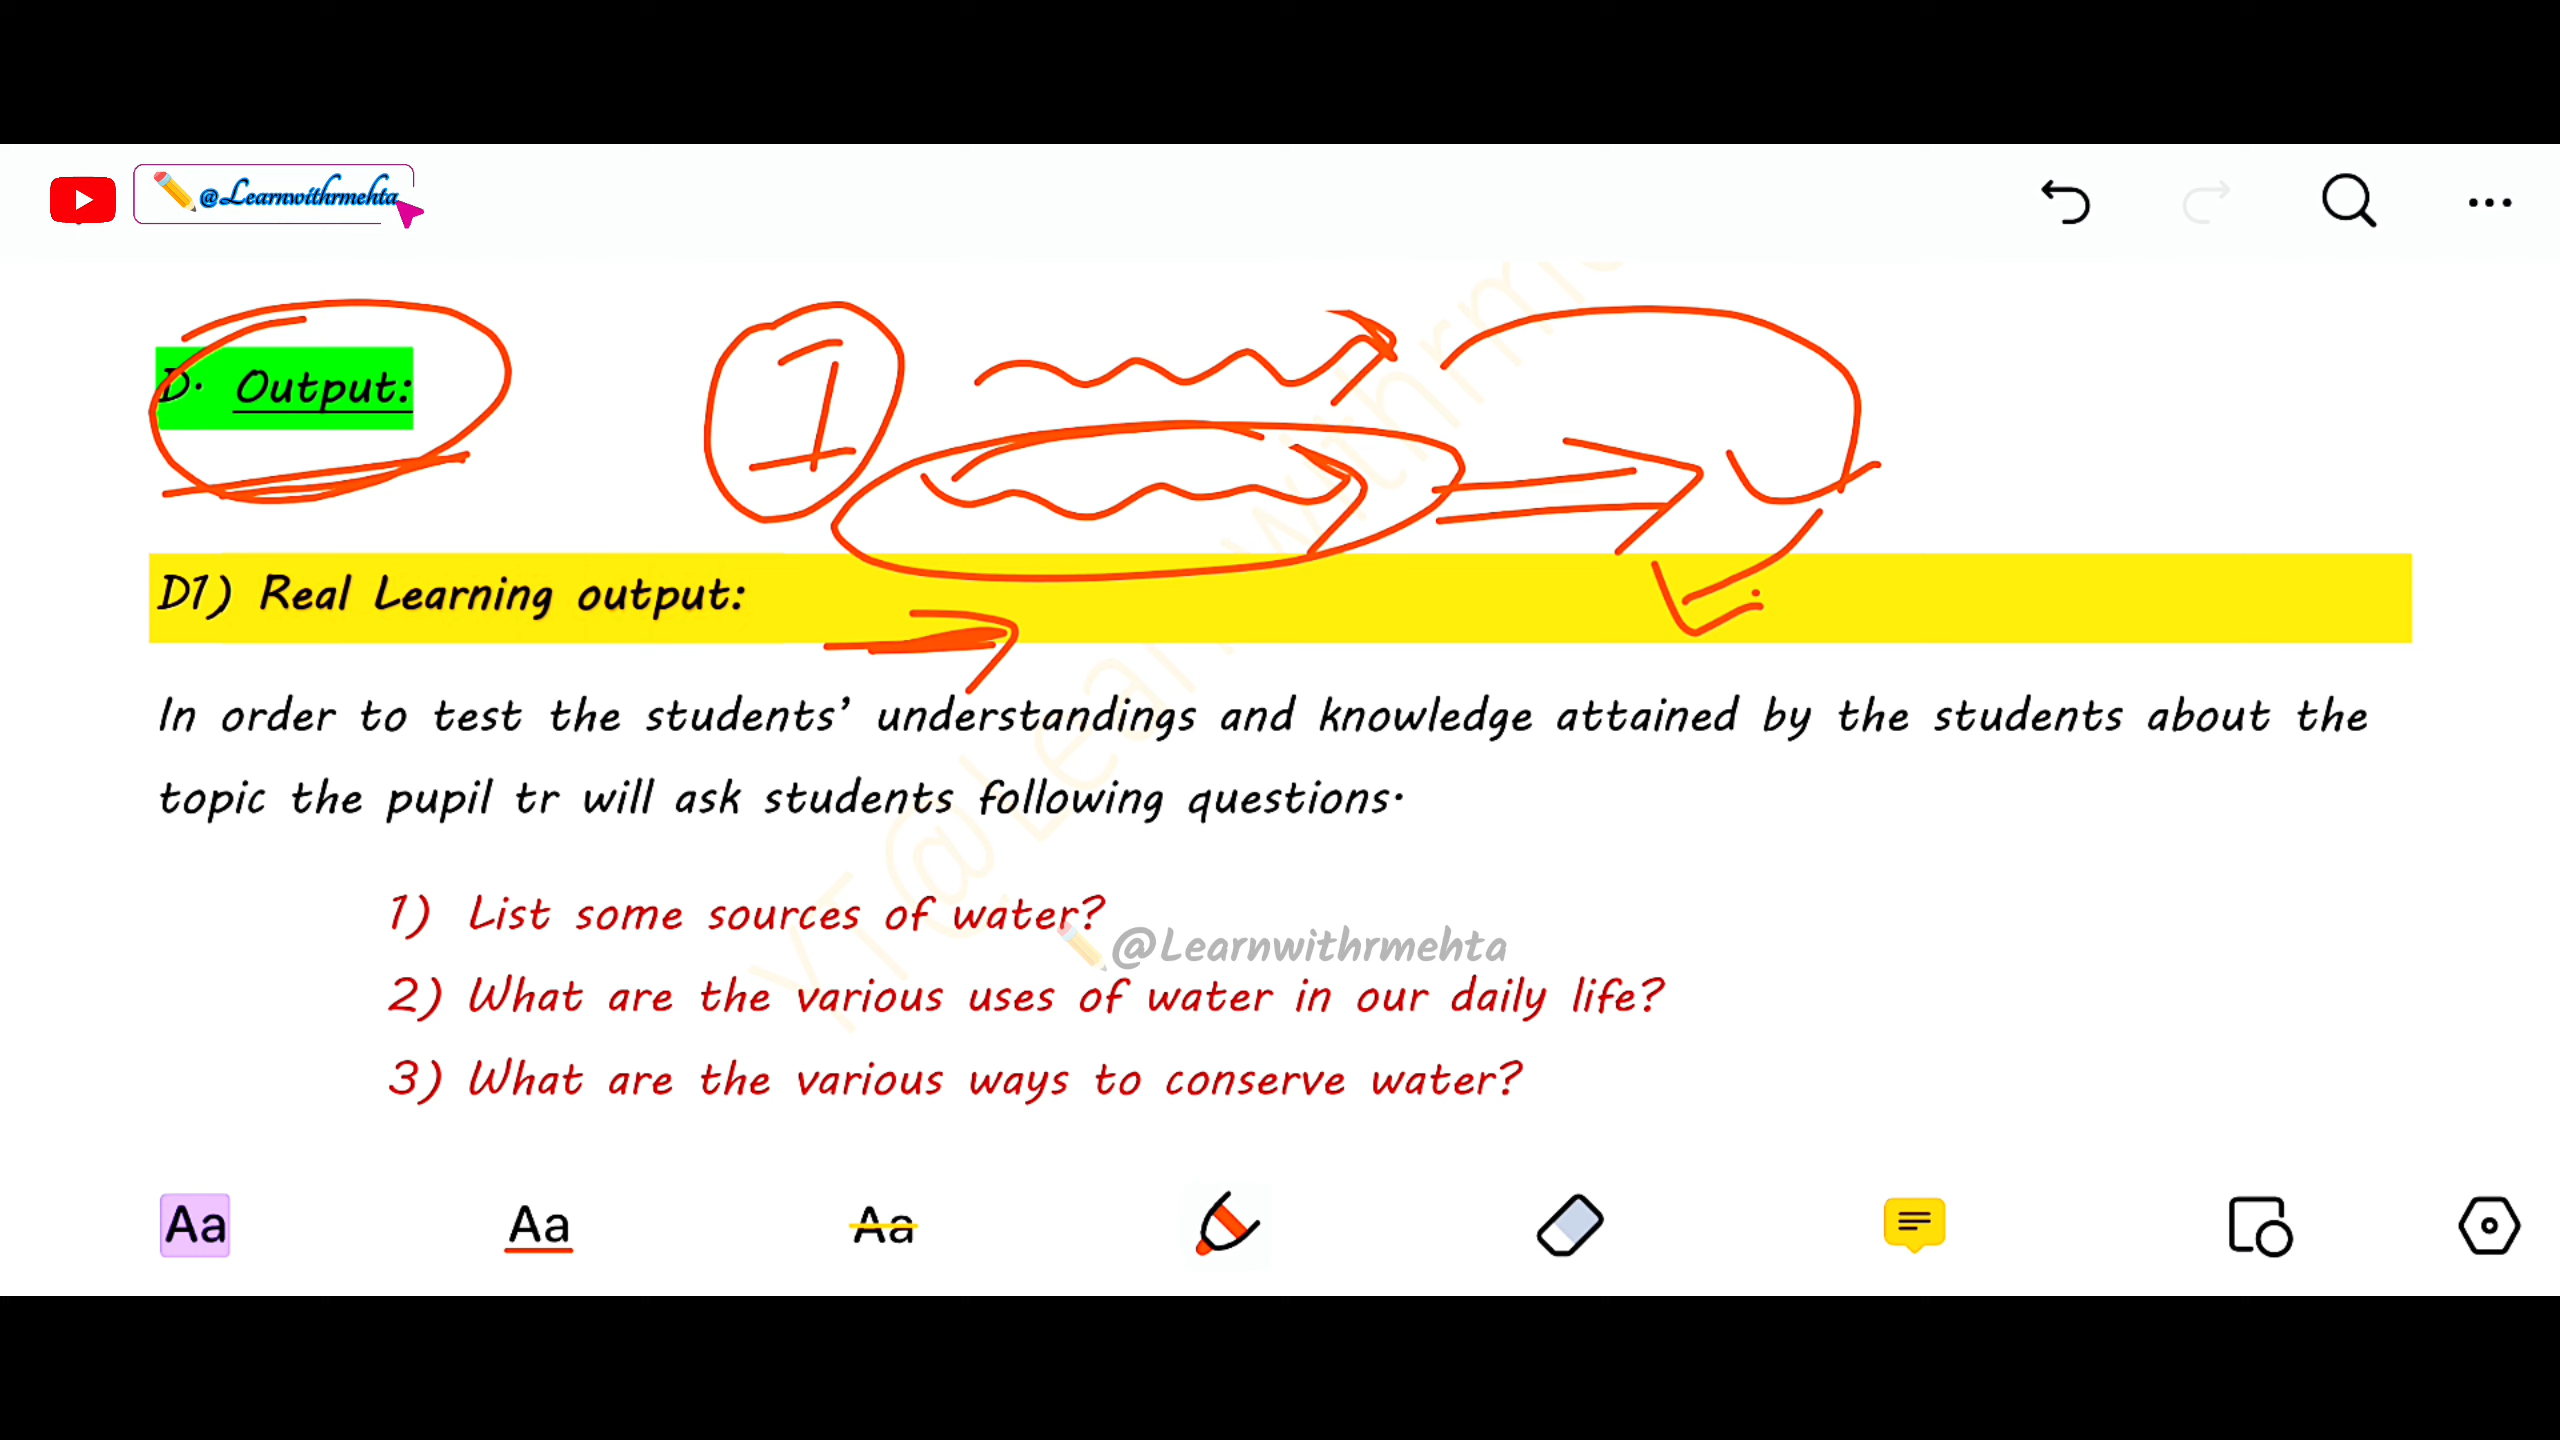 @Learnwithrmehta
D. Output:
I
D1) Real Learning output:
In order to test the students’ understandings and knowledge attained by the students about the
topic the pupil tr will ask students following questions.
1) List some sources of water?
@Learnwithrmehta
2) What are the various uses of water in our daily life?
3) What are the various ways to conserve water?
YT@Learnwithrm
Aa Aa Aa